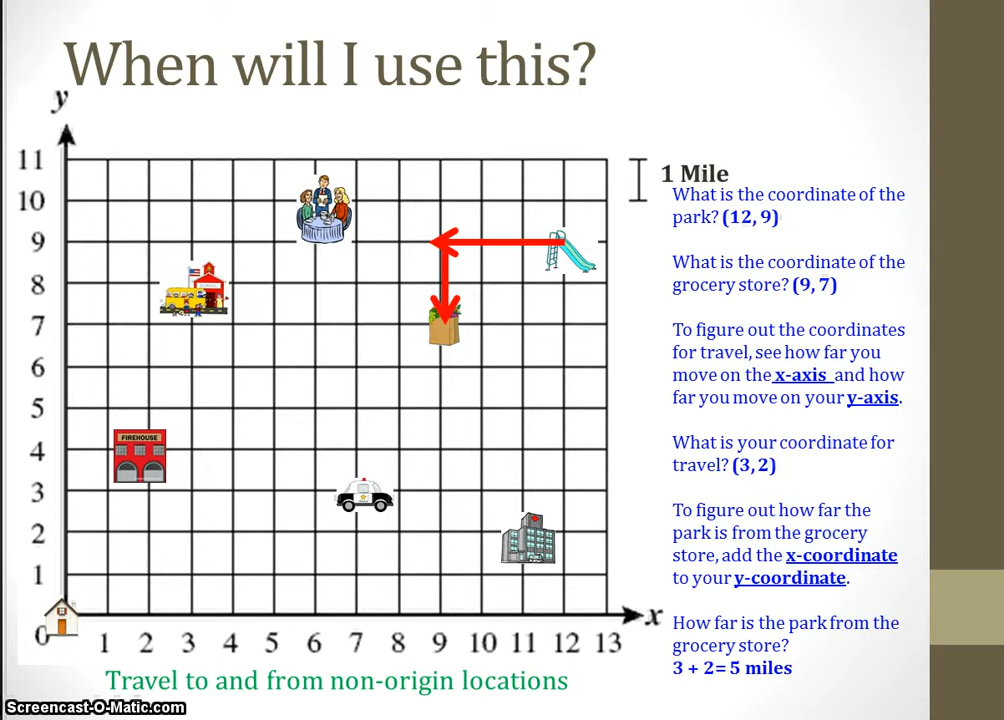 When will I use this?
y
11
10
9
8
7
6
5
4
3
2
1
0
1 2 3 4 5 6 7 8 9 10 11 12 13
x
FIREHOUSE
Travel to and from non-origin locations
1 Mile
What is the coordinate of the
park? (12, 9)
What is the coordinate of the
grocery store? (9, 7)
To figure out the coordinates
for travel, see how far you
move on the x-axis and how
far you move on your y-axis.
What is your coordinate for
travel? (3, 2)
To figure out how far the
park is from the grocery
store, add the x-coordinate
to your y-coordinate.
How far is the park from the
grocery store?
3 + 2= 5 miles
Screencast-O-Matic.com